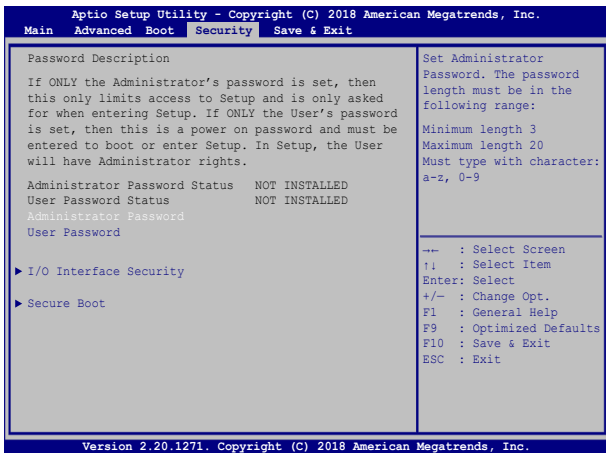 Aptio Setup Utility - Copyright (C) 2018 American Megatrends, Inc.
Main Advanced Boot Security Save & Exit
Password Description
If ONLY the Administrator's password is set, then
this only limits access to Setup and is only asked
for when entering Setup. If ONLY the User's password
is set, then this is a power on password and must be
entered to boot or enter Setup. In Setup, the User
will have Administrator rights.
Administrator Password Status NOT INSTALLED
User Password Status NOT INSTALLED
Administrator Password
User Password
▶ I/O Interface Security
▶ Secure Boot
Set Administrator
Password. The password
length must be in the
following range:
Minimum length 3
Maximum length 20
Must type with character:
a-z, 0-9
→← : Select Screen
↑↓ : Select Item
Enter: Select
+/— : Change Opt.
F1 : General Help
F9 : Optimized Defaults
F10 : Save & Exit
ESC : Exit
Version 2.20.1271. Copyright (C) 2018 American Megatrends, Inc.